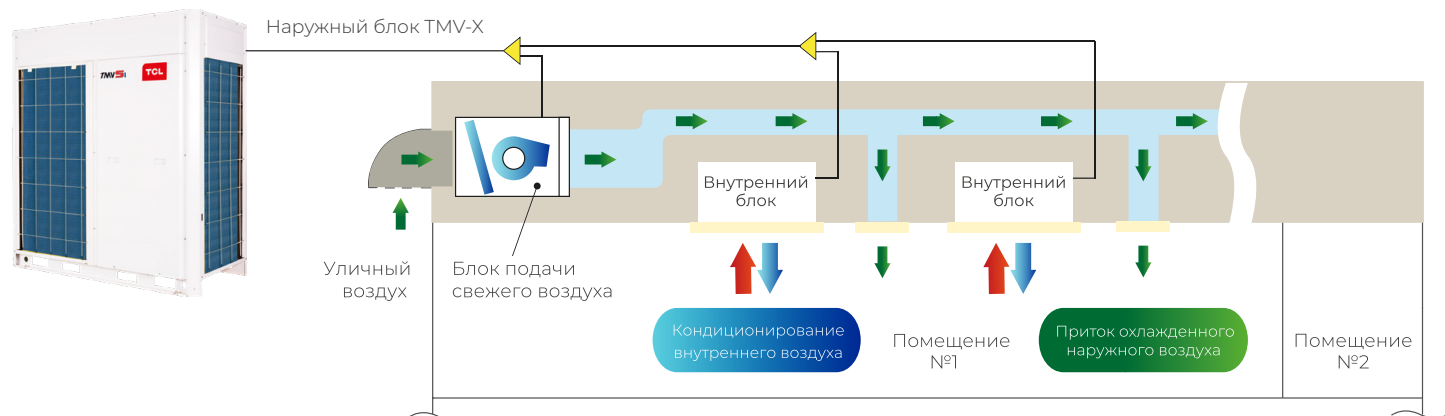 Наружный блок TMV-X
TMV5i
TCL
Внутренний
блок
Внутренний
блок
Уличный
воздух
Блок подачи
свежего воздуха
Кондиционирование
внутреннего воздуха
Помещение
№1
Приток охлажденного
наружного воздуха
Помещение
№2